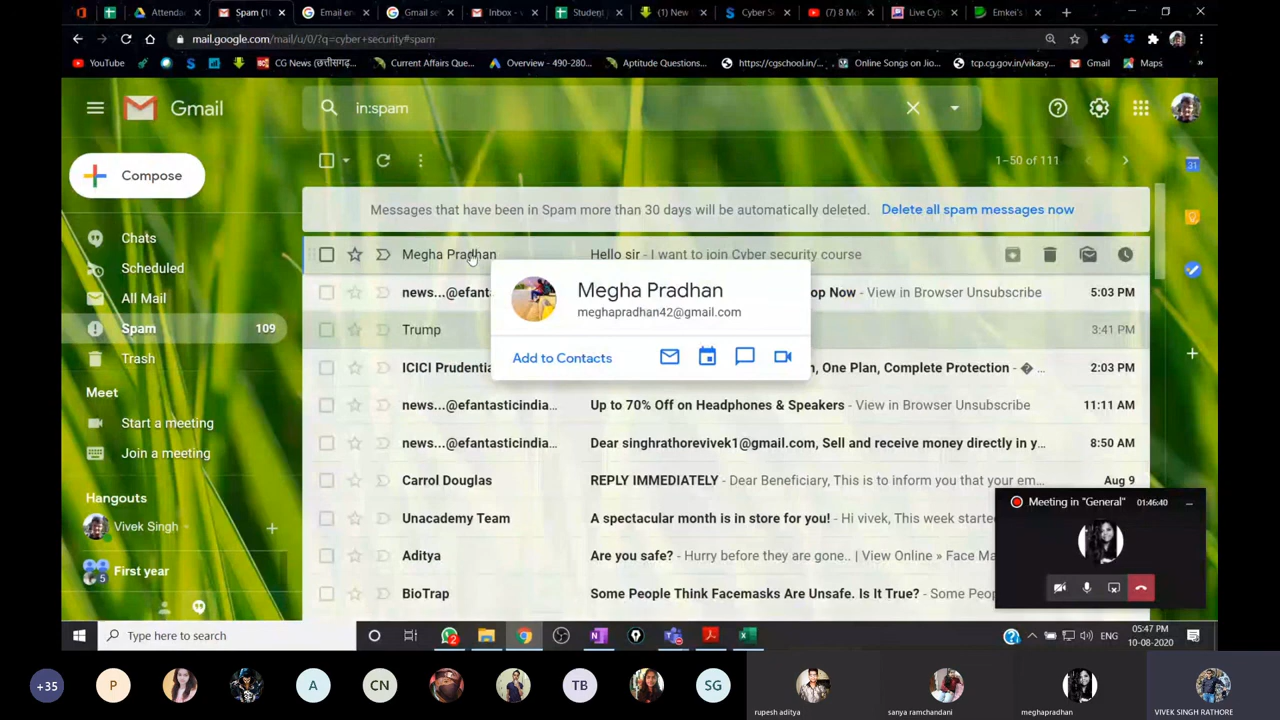 Attenda
Spam (1
Email en
Gmail se
Inbox - v
Student
(1) New
Cyber S
(7) 8 M
Live Cyb
Emkei's
mail.google.com/mail/u/0/?q=cyber+security#spam
YouTube
CG News (छत्तीसगढ़...
Current Affairs Que...
Overview - 490-280...
Aptitude Questions...
https://cgschool.in/
Online Songs on Jio...
tcp.cg.gov.in/vikasy...
Gmail
Maps
Gmail
in:spam
Compose
1–50 of 111
Messages that have been in Spam more than 30 days will be automatically deleted. Delete all spam messages now
Chats
Scheduled
All Mail
Spam 109
Trash
Meet
Start a meeting
Join a meeting
Hangouts
Vivek Singh
First year
5
Megha Pradhan Hello sir - I want to join Cyber security course
Megha Pradhan
meghapradhan42@gmail.com
Add to Contacts
news...@efanta op Now - View in Browser Unsubscribe 5:03 PM
Trump 3:41 PM
ICICI Prudentia , One Plan, Complete Protection - � ... 2:03 PM
news...@efantasticindia... Up to 70% Off on Headphones & Speakers - View in Browser Unsubscribe 11:11 AM
news...@efantasticindia... Dear singhrathorevivek1@gmail.com, Sell and receive money directly in y... 8:50 AM
Carrol Douglas REPLY IMMEDIATELY - Dear Beneficiary, This is to inform you that your em... Aug 9
Unacademy Team A spectacular month is in store for you! - Hi vivek, This week starte
Aditya Are you safe? - Hurry before they are gone.. | View Online » Face Ma
BioTrap Some People Think Facemasks Are Unsafe. Is It True? - Some Peop
31
Meeting in "General" 01:46:40
Type here to search
2
ENG
05:47 PM
10-08-2020
+35
P
A
CN
TB
SG
rupesh aditya
sanya ramchandani
meghapradhan
VIVEK SINGH RATHORE